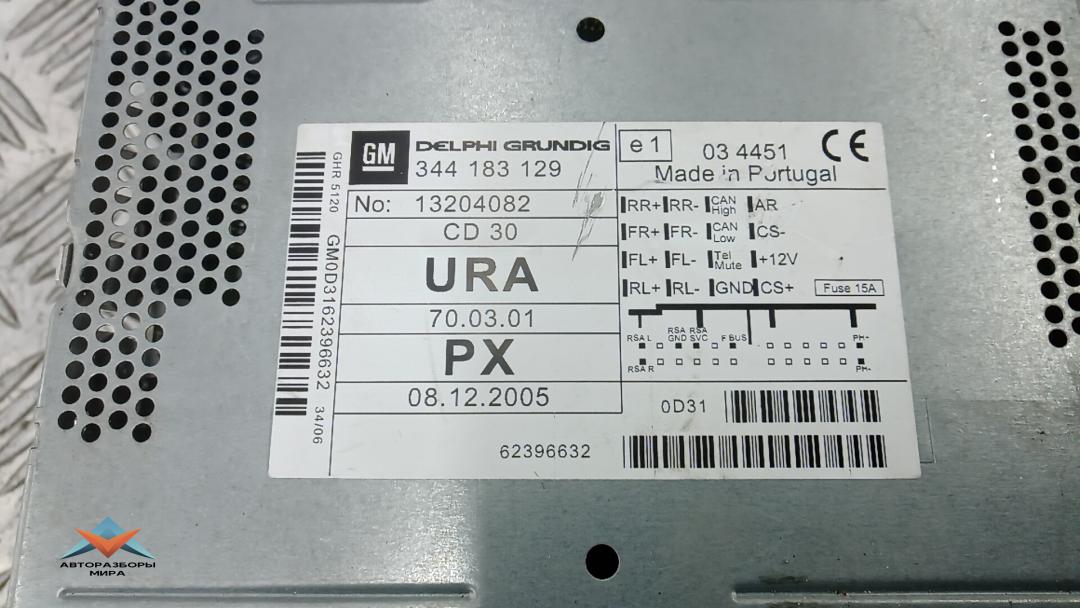 GM DELPHI GRUNDIG
344 183 129
e1 03 4451
Made in Portugal
No: 13204082
CD 30
URA
70.03.01
PX
08.12.2005
62396632
GHR 5120 GM0D3162396632 34/06
RR+ RR- CAN High AR
FR+ FR- CAN Low CS-
FL+ FL- Tel Mute +12V
RL+ RL- GND CS+ Fuse 15A
RSA L RSA GND RSA SVC F BUS PH-
RSA R PH-
0D31
АВТОРАЗБОРЫ
МИРА